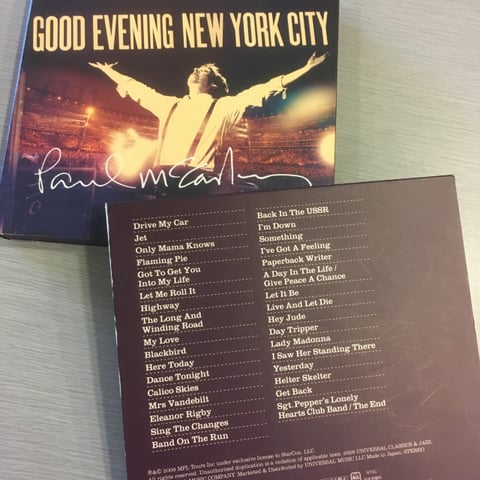 GOOD EVENING NEW YORK CITY
Paul McCartney
Drive My Car
Jet
Only Mama Knows
Flaming Pie
Got To Get You
Into My Life
Let Me Roll It
Highway
The Long And
Winding Road
My Love
Blackbird
Here Today
Dance Tonight
Calico Skies
Mrs Vandebilt
Eleanor Rigby
Sing The Changes
Band On The Run
Back In The USSR
I'm Down
Something
I've Got A Feeling
Paperback Writer
A Day In The Life /
Give Peace A Chance
Let It Be
Live And Let Die
Hey Jude
Day Tripper
Lady Madonna
I Saw Her Standing There
Yesterday
Helter Skelter
Get Back
Sgt. Pepper's Lonely
Hearts Club Band / The End
℗© 2009 MPL Tours Inc under exclusive license to StarCon, LLC.
All rights reserved. Unauthorized duplication is a violation of applicable laws. 2009 UNIVERSAL CLASSICS & JAZZ,
MUSIC COMPANY. Marketed & Distributed by UNIVERSAL MUSIC LLC Made in Japan. STEREO
NTSC